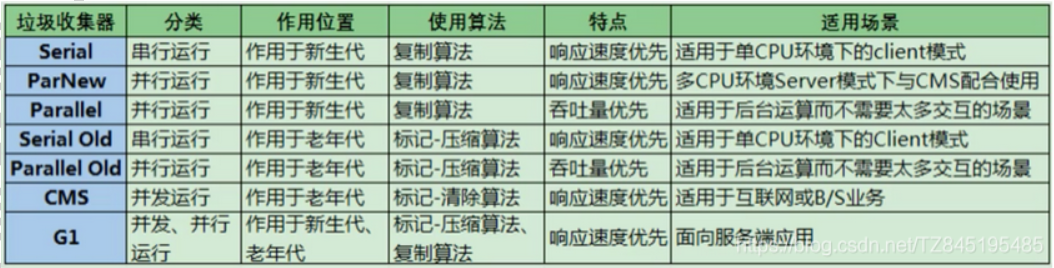 垃圾收集器 分类 作用位置 使用算法 特点 适用场景
Serial 串行运行 作用于新生代 复制算法 响应速度优先 适用于单CPU环境下的client模式
ParNew 并行运行 作用于新生代 复制算法 响应速度优先 多CPU环境Server模式下与CMS配合使用
Parallel 并行运行 作用于新生代 复制算法 吞吐量优先 适用于后台运算而不需要太多交互的场景
Serial Old 串行运行 作用于老年代 标记-压缩算法 响应速度优先 适用于单CPU环境下的Client模式
Parallel Old 并行运行 作用于老年代 标记-压缩算法 吞吐量优先 适用于后台运算而不需要太多交互的场景
CMS 并发运行 作用于老年代 标记-清除算法 响应速度优先 适用于互联网或B/S业务
G1 并发、并行运行 作用于新生代、老年代 标记-压缩算法、复制算法 响应速度优先 面向服务端应用
https://blog.csdn.net/TZ845195485